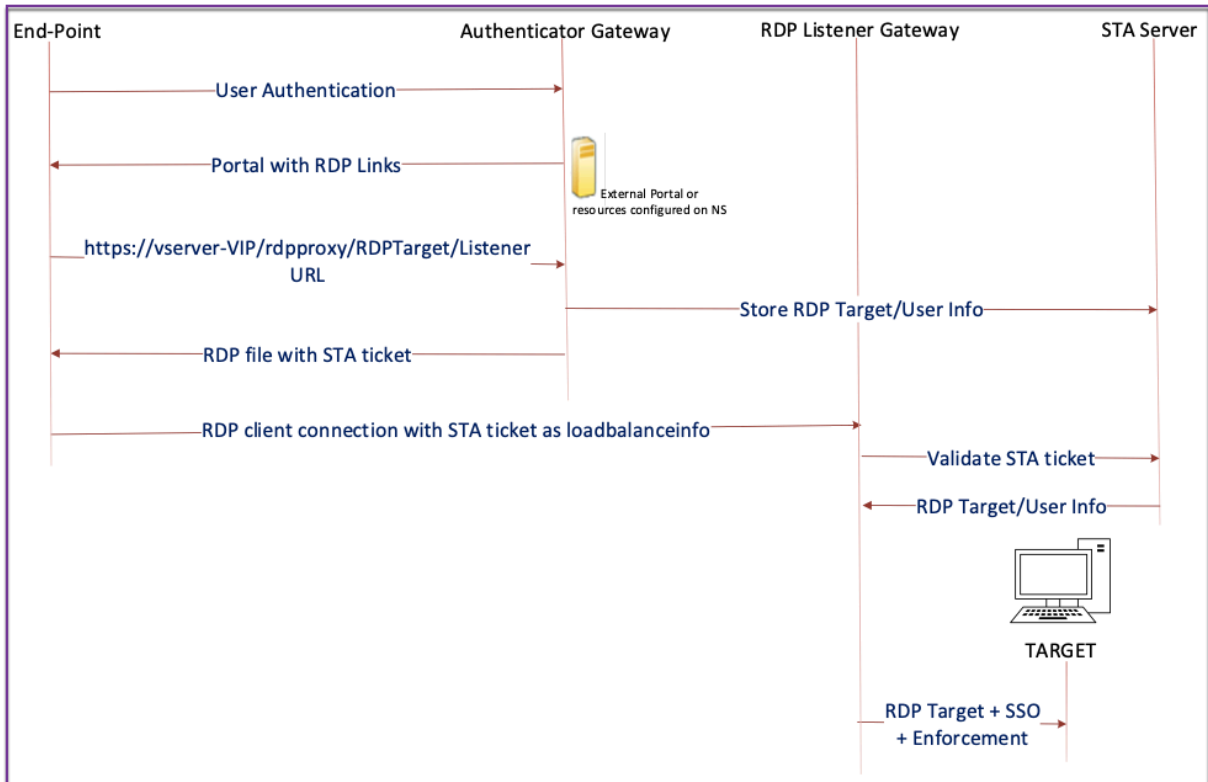 End-Point
Authenticator Gateway
RDP Listener Gateway
STA Server
User Authentication
Portal with RDP Links
External Portal or
resources configured on NS
https://vserver-VIP/rdpproxy/RDPTarget/Listener
URL
Store RDP Target/User Info
RDP file with STA ticket
RDP client connection with STA ticket as loadbalanceinfo
Validate STA ticket
RDP Target/User Info
TARGET
RDP Target + SSO
+ Enforcement